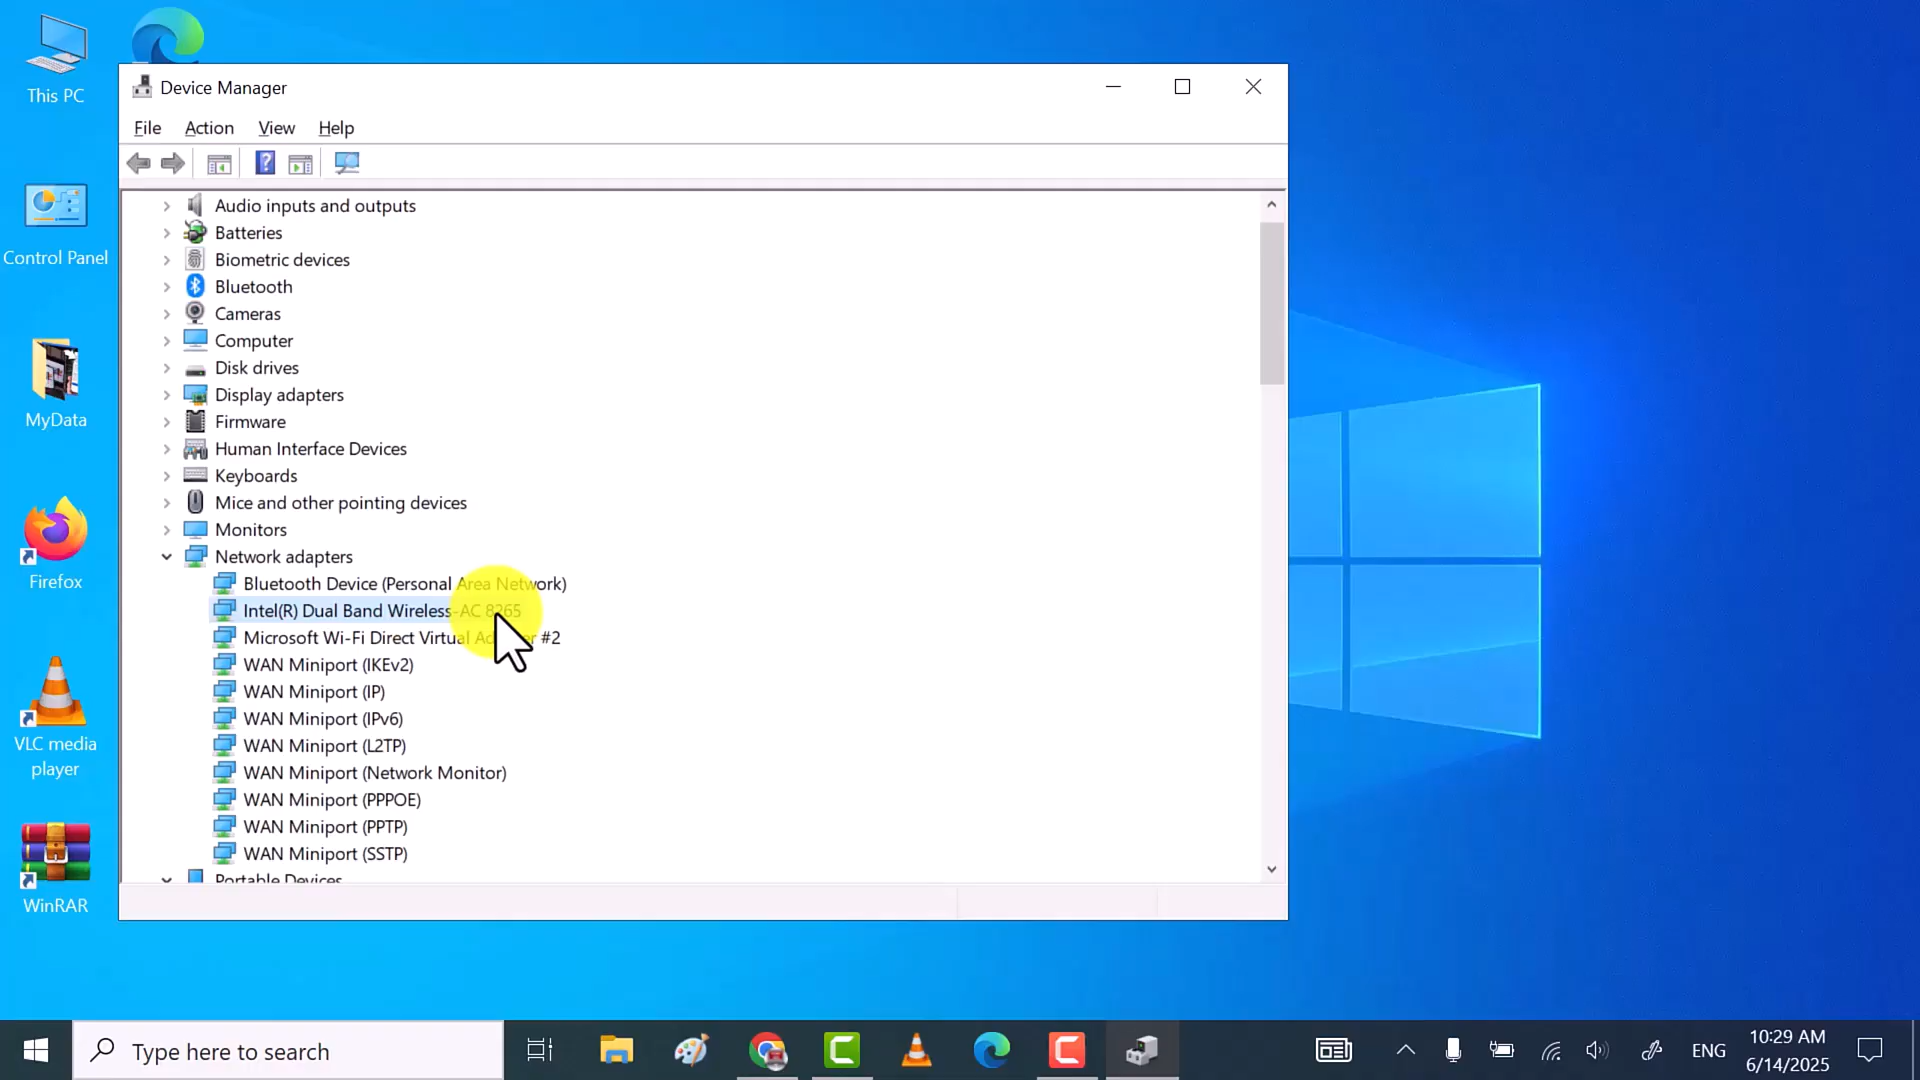 This PC
Control Panel
MyData
Firefox
VLC media
player
WinRAR
Device Manager
File Action View Help
Audio inputs and outputs
Batteries
Biometric devices
Bluetooth
Cameras
Computer
Disk drives
Display adapters
Firmware
Human Interface Devices
Keyboards
Mice and other pointing devices
Monitors
Network adapters
Bluetooth Device (Personal Area Network)
Intel(R) Dual Band Wireless-AC 8265
Microsoft Wi-Fi Direct Virtual #2
WAN Miniport (IKEv2)
WAN Miniport (IP)
WAN Miniport (IPv6)
WAN Miniport (L2TP)
WAN Miniport (Network Monitor)
WAN Miniport (PPPOE)
WAN Miniport (PPTP)
WAN Miniport (SSTP)
Portable Devices
Type here to search
ENG
10:29 AM
6/14/2025